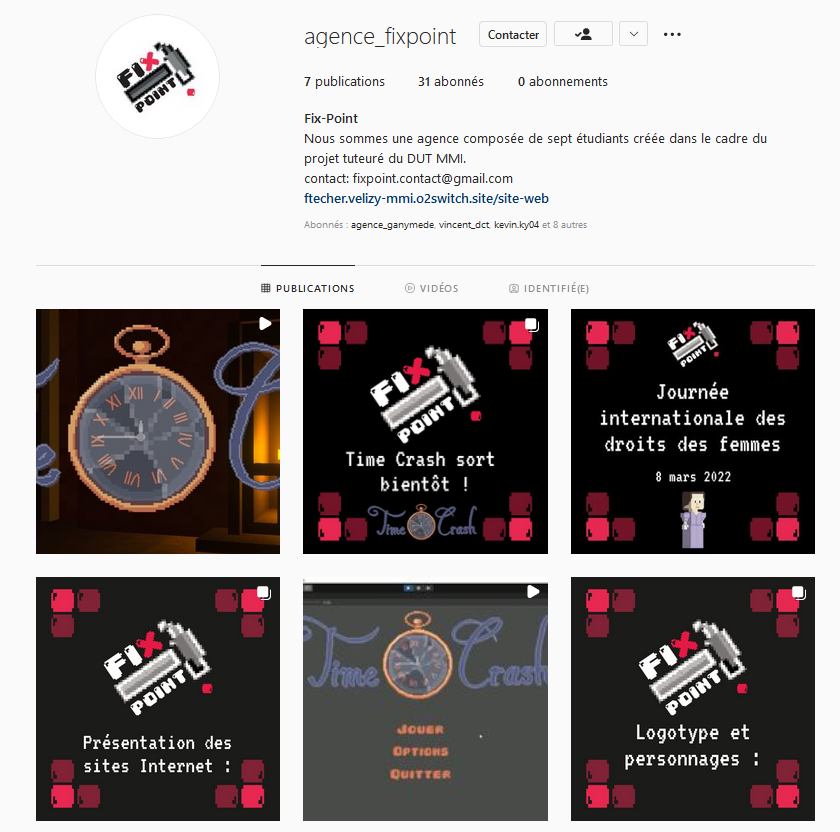 FIX
POINT
agence_fixpoint
Contacter
7 publications
31 abonnés
0 abonnements
Fix-Point
Nous sommes une agence composée de sept étudiants créée dans le cadre du
projet tuteuré du DUT MMI.
contact: fixpoint.contact@gmail.com
ftecher.velizy-mmi.o2switch.site/site-web
Abonnés : agence_ganymede, vincent_dct, kevin.ky04 et 8 autres
PUBLICATIONS
VIDÉOS
IDENTIFIÉ(E)
FIX
POINT
Time Crash sort
bientôt !
Time Crash
FIX
POINT
Journée
internationale des
droits des femmes
8 mars 2022
FIX
POINT
Présentation des
sites Internet :
Time Crash
JOUER
OPTIONS
QUITTER
FIX
POINT
Logotype et
personnages :